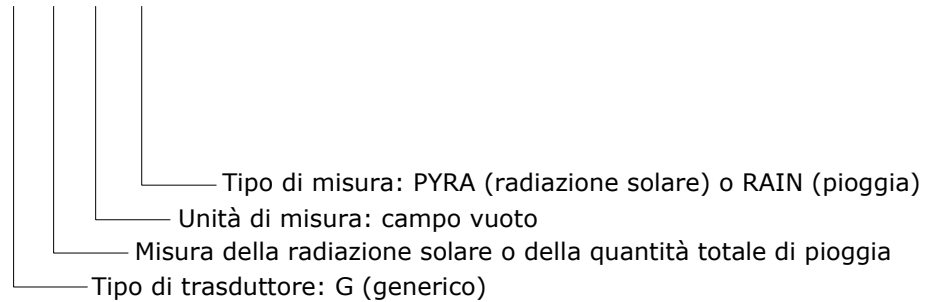 Tipo di misura: PYRA (radiazione solare) o RAIN (pioggia)
Unità di misura: campo vuoto
Misura della radiazione solare o della quantità totale di pioggia
Tipo di trasduttore: G (generico)